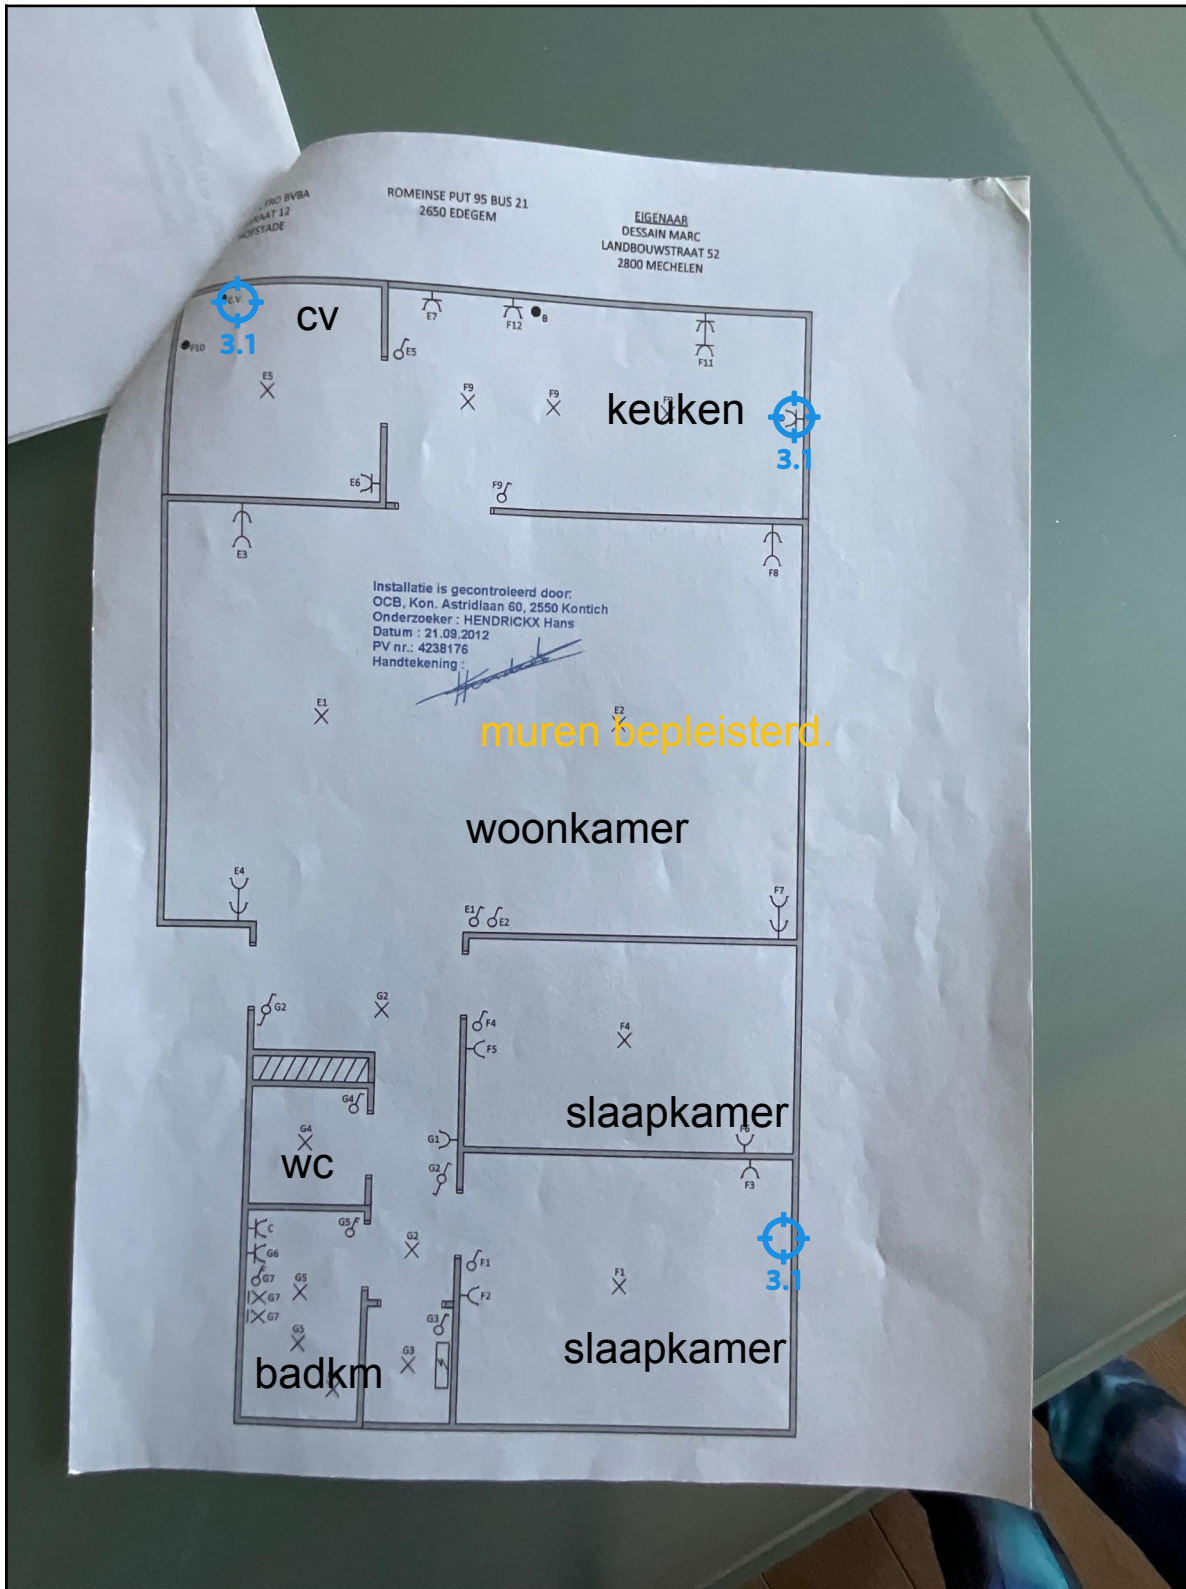 TRO BVBA
RAAT 12
HOFSTADE
ROMEINSE PUT 95 BUS 21
2650 EDEGEM
EIGENAAR
DESSAIN MARC
LANDBOUWSTRAAT 52
2800 MECHELEN
C.V.
3.1
cv
E7
F12
B
F10
E5
F11
E5
F9
F9
F9
keuken
3.1
E6
F9
E3
F8
Installatie is gecontroleerd door:
OCB, Kon. Astridlaan 60, 2550 Kontich
Onderzoeker : HENDRICKX Hans
Datum : 21.09.2012
PV nr.: 4238176
Handtekening :
E1
E2
muren bepleisterd.
woonkamer
E4
F7
E1
E2
G2
G2
F4
F5
F4
slaapkamer
G4
G4
wc
G1
F6
G2
F3
G5
C
G6
G2
3.1
G7
G5
F1
F2
F1
G7
G7
G5
G3
G3
slaapkamer
badkm